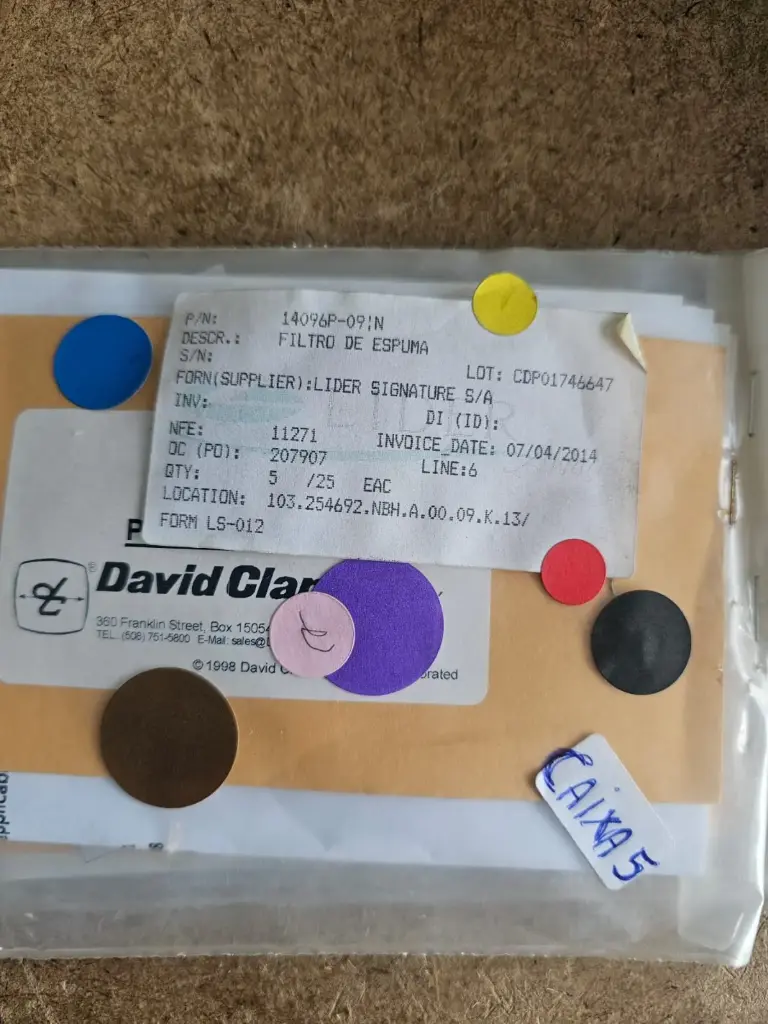 P/N: 14096P-09¦N
DESCR.: FILTRO DE ESPUMA
S/N:
LOT: CDP01746647
FORN(SUPPLIER):LIDER SIGNATURE S/A
INV: DI (ID):
LIDER
NFE: 11271 INVOICE_DATE: 07/04/2014
OC (PO): 207907 LINE:6
QTY: 5 /25 EAC
LOCATION: 103.254692.NBH.A.00.09.K.13/
FORM LS-012
P
David Clar
®
360 Franklin Street, Box 1505
TEL. (508) 751-5800 E-Mail: sales@
© 1998 David C orated
CAIXA 5